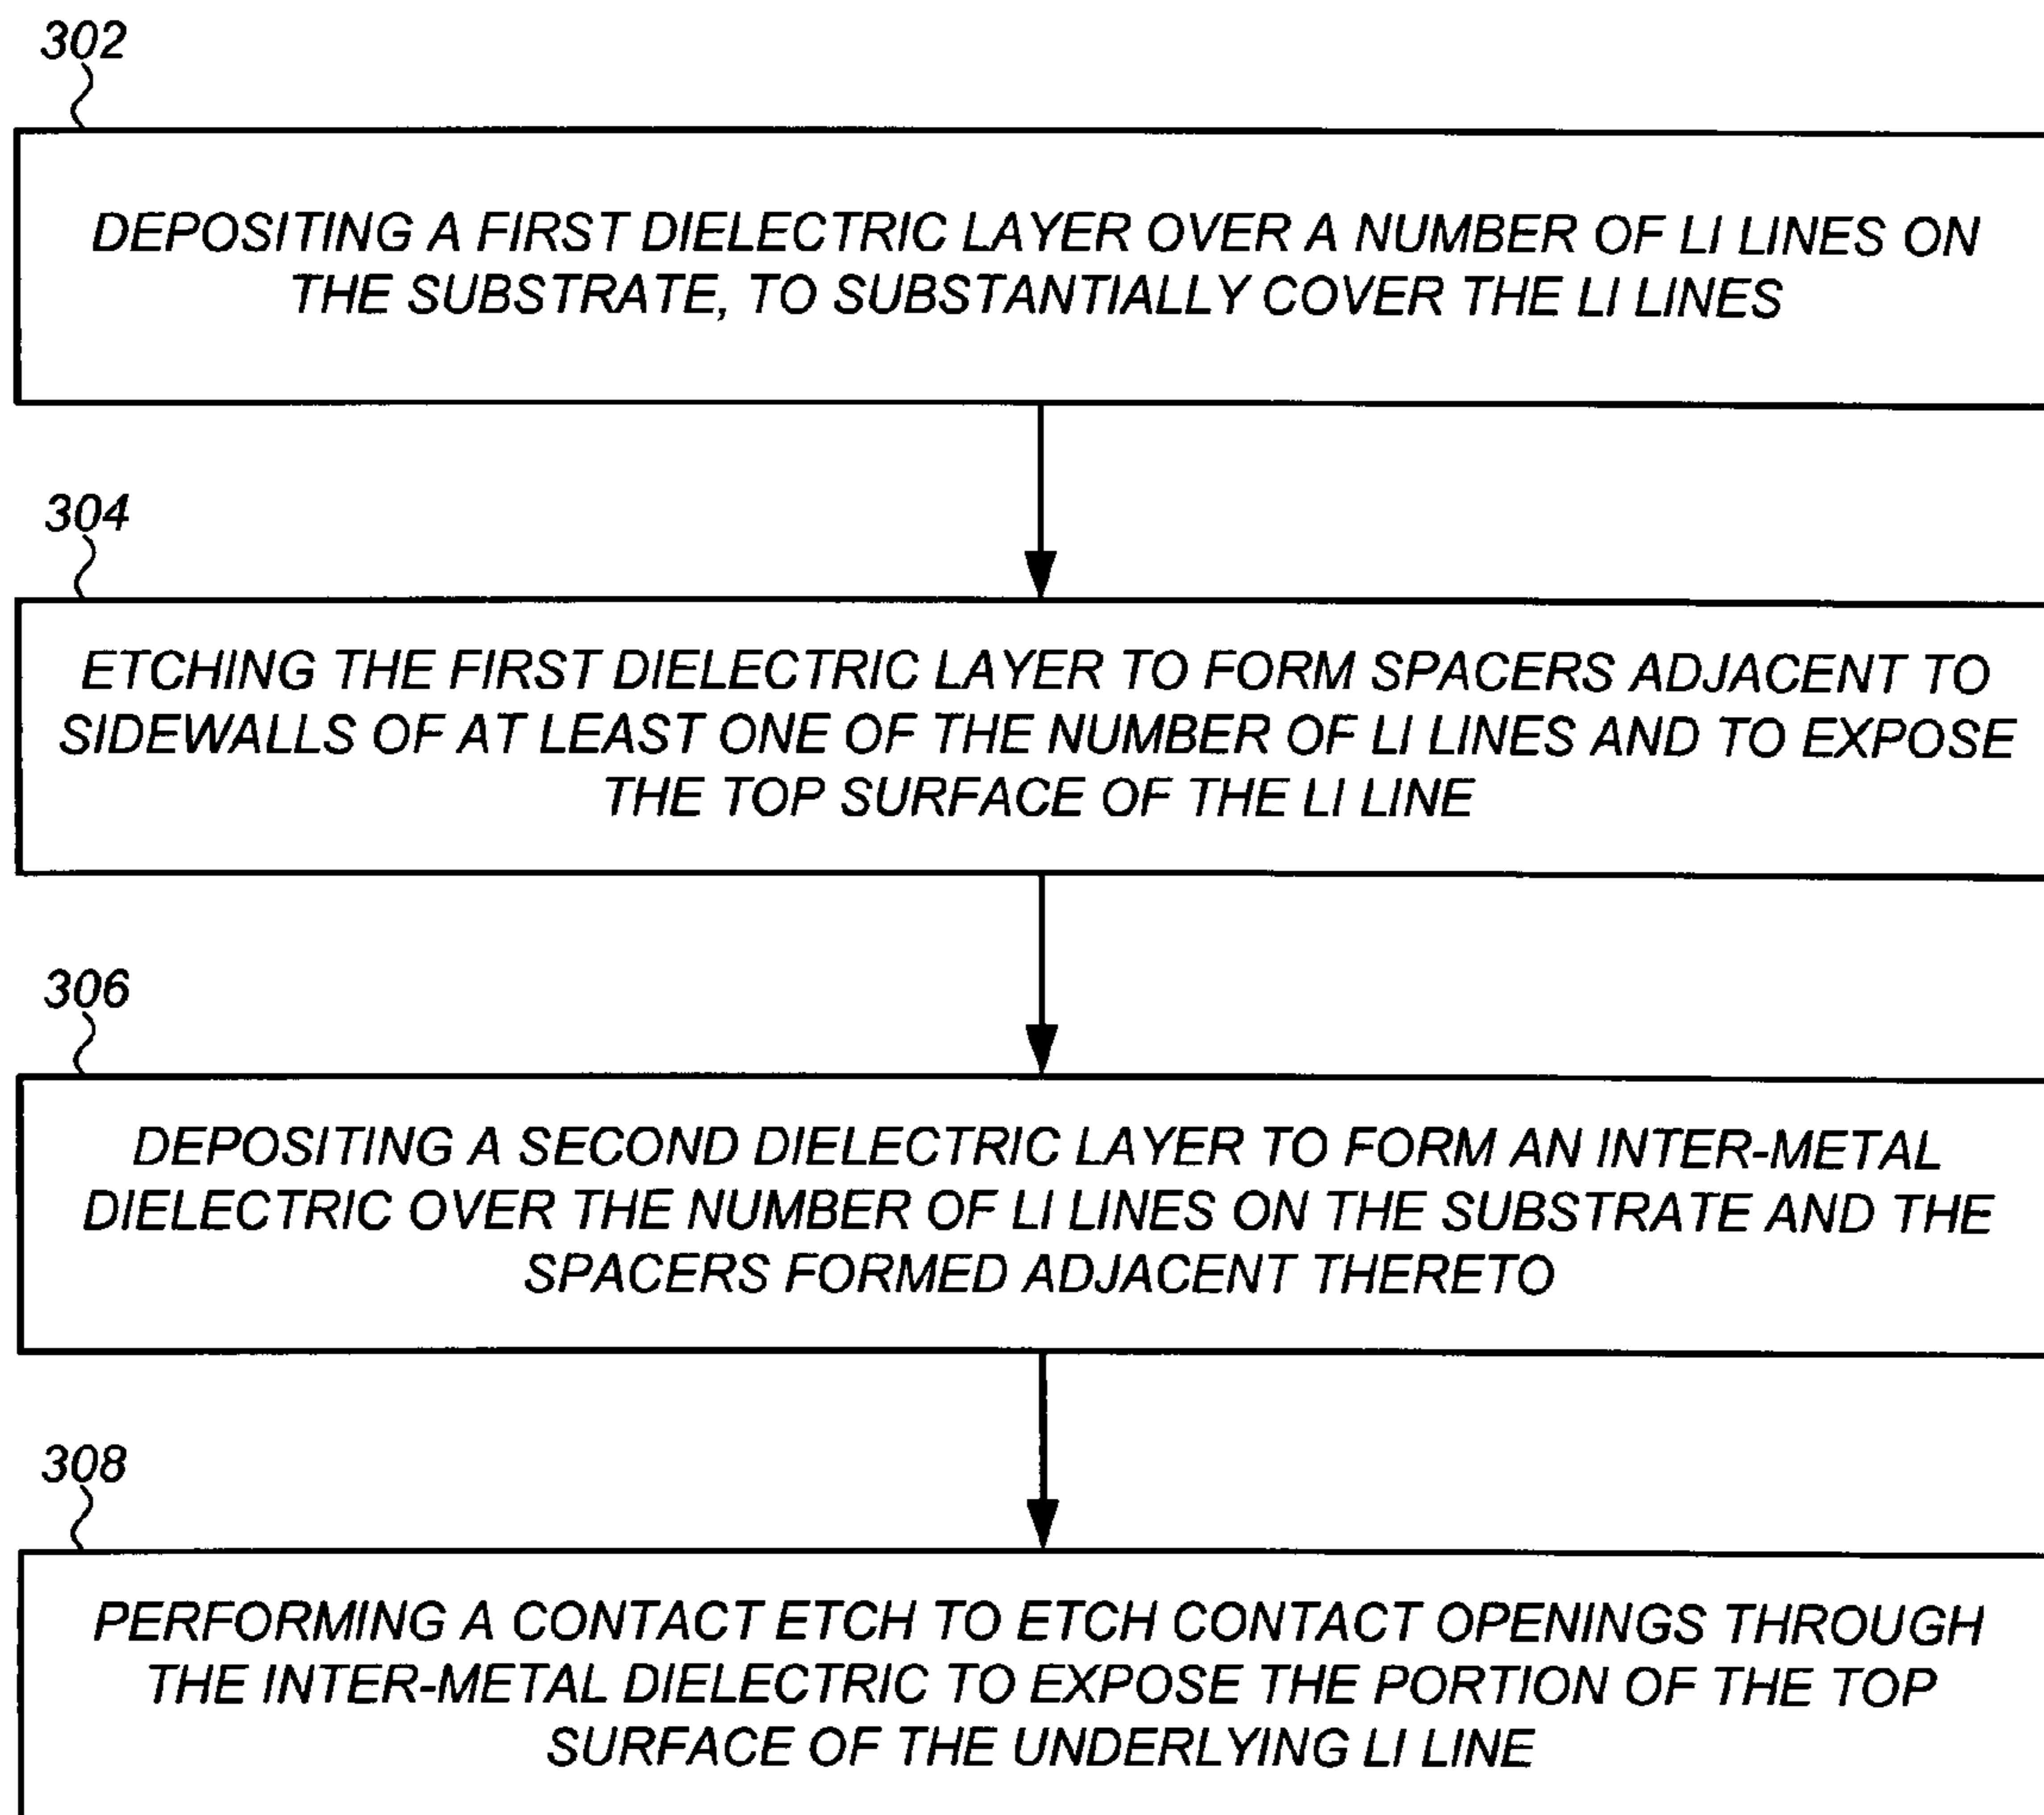 302
DEPOSITING A FIRST DIELECTRIC LAYER OVER A NUMBER OF LI LINES ON
THE SUBSTRATE, TO SUBSTANTIALLY COVER THE LI LINES
304
ETCHING THE FIRST DIELECTRIC LAYER TO FORM SPACERS ADJACENT TO
SIDEWALLS OF AT LEAST ONE OF THE NUMBER OF LI LINES AND TO EXPOSE
THE TOP SURFACE OF THE LI LINE
306
DEPOSITING A SECOND DIELECTRIC LAYER TO FORM AN INTER-METAL
DIELECTRIC OVER THE NUMBER OF LI LINES ON THE SUBSTRATE AND THE
SPACERS FORMED ADJACENT THERETO
308
PERFORMING A CONTACT ETCH TO ETCH CONTACT OPENINGS THROUGH
THE INTER-METAL DIELECTRIC TO EXPOSE THE PORTION OF THE TOP
SURFACE OF THE UNDERLYING LI LINE